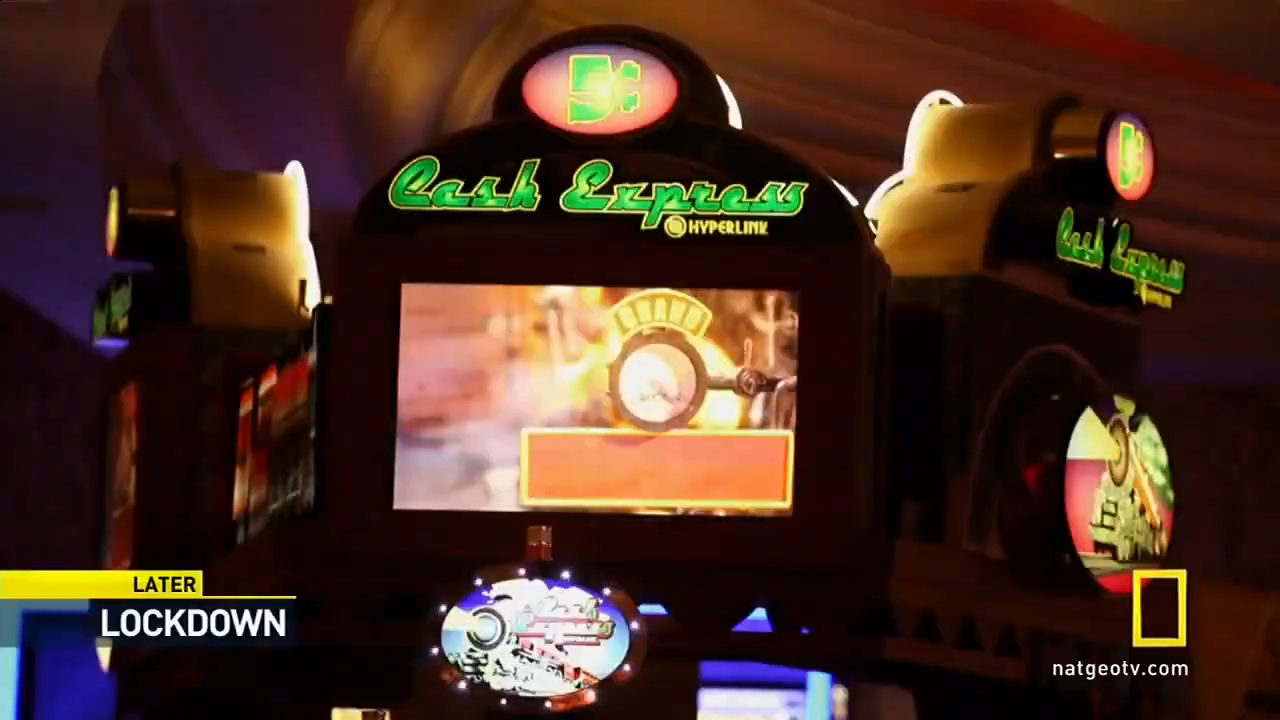 5¢
Cash Express
HYPERLINK
5¢
Cash Express
LATER
LOCKDOWN
natgeotv.com